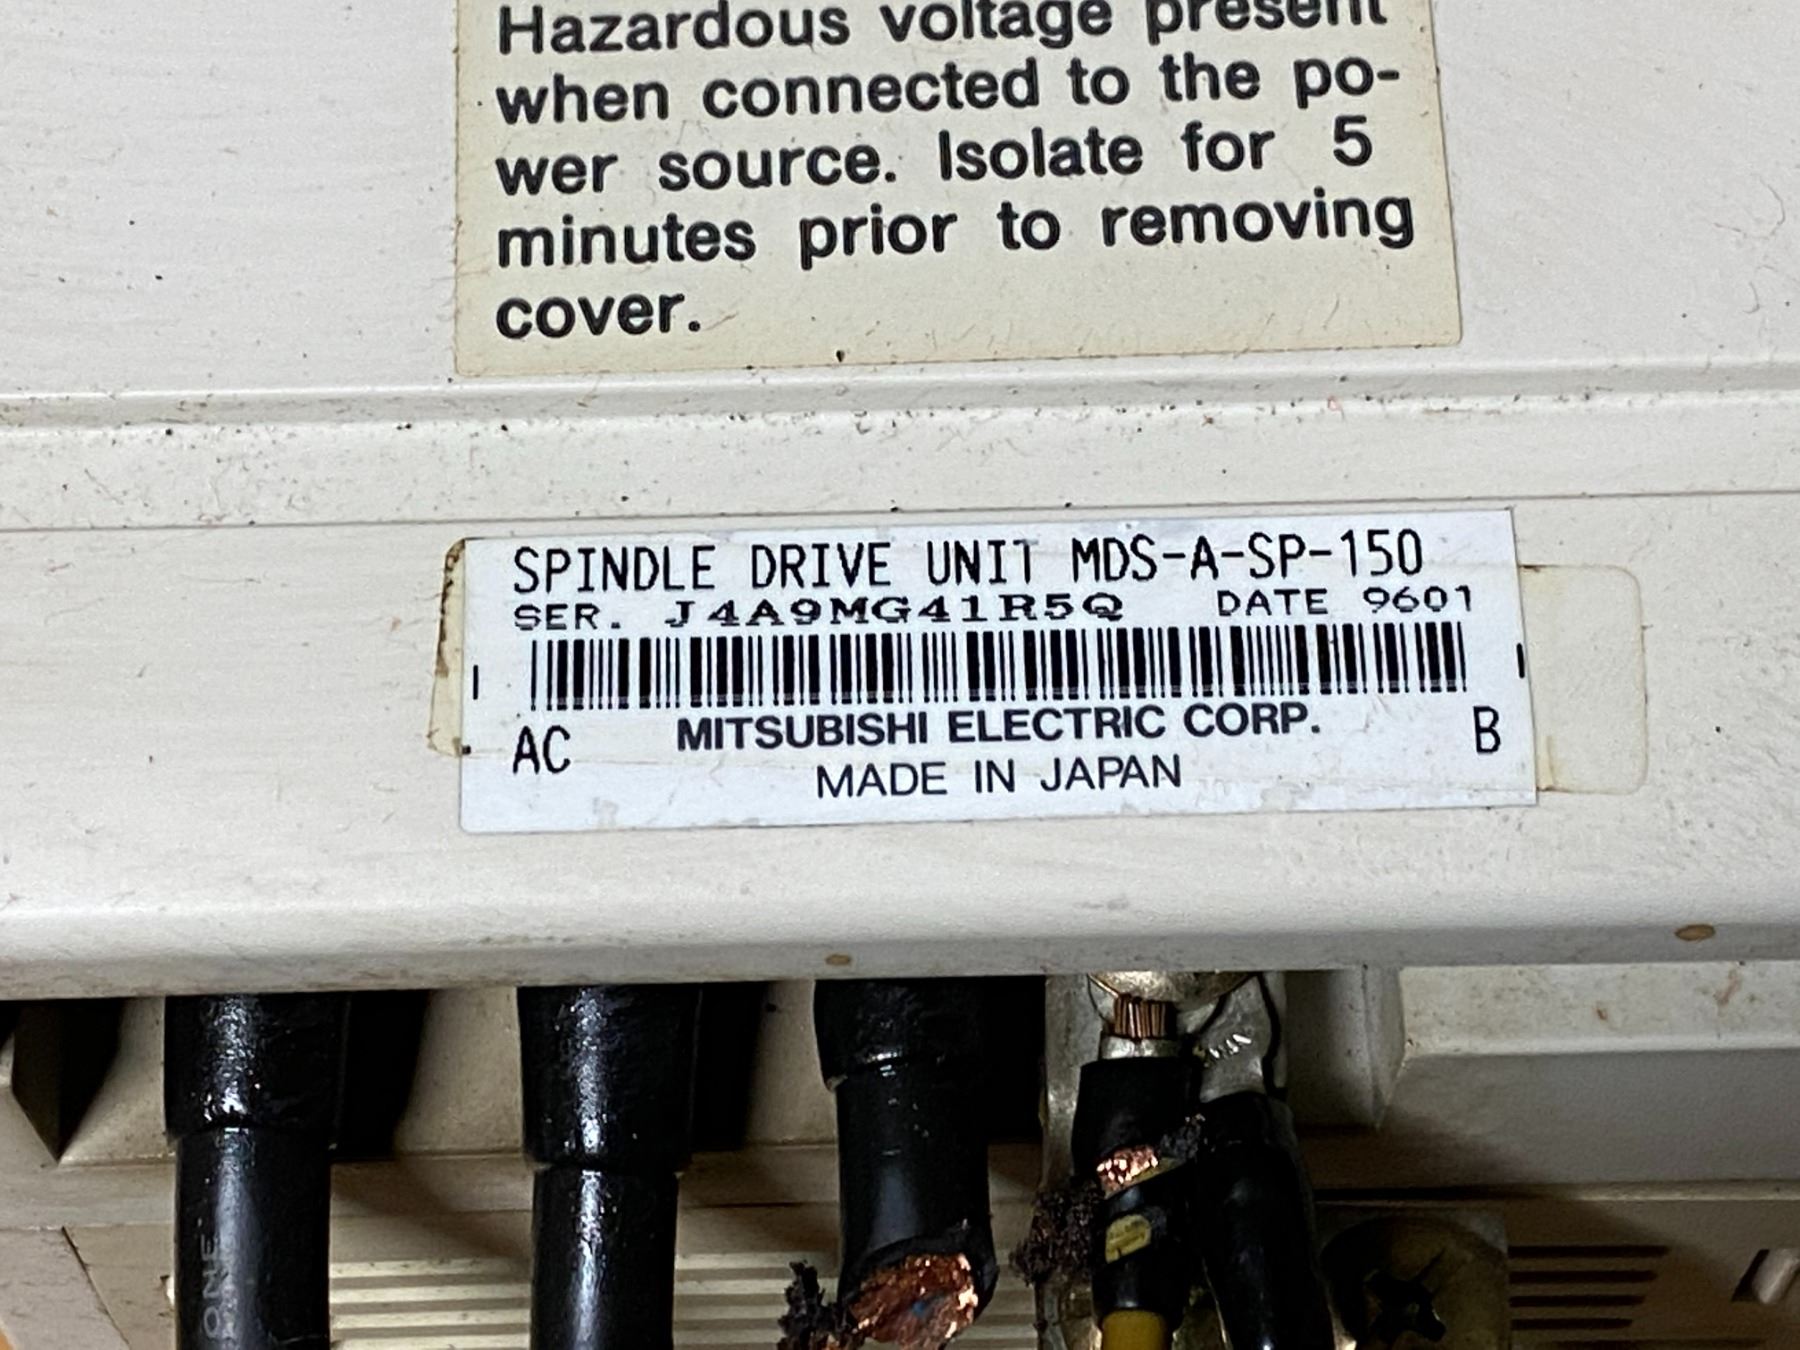 Hazardous voltage present
when connected to the po-
wer source. Isolate for 5
minutes prior to removing
cover.
SPINDLE DRIVE UNIT MDS-A-SP-150
SER. J4A9MG41R5Q DATE 9601
AC MITSUBISHI ELECTRIC CORP. B
MADE IN JAPAN
ONE